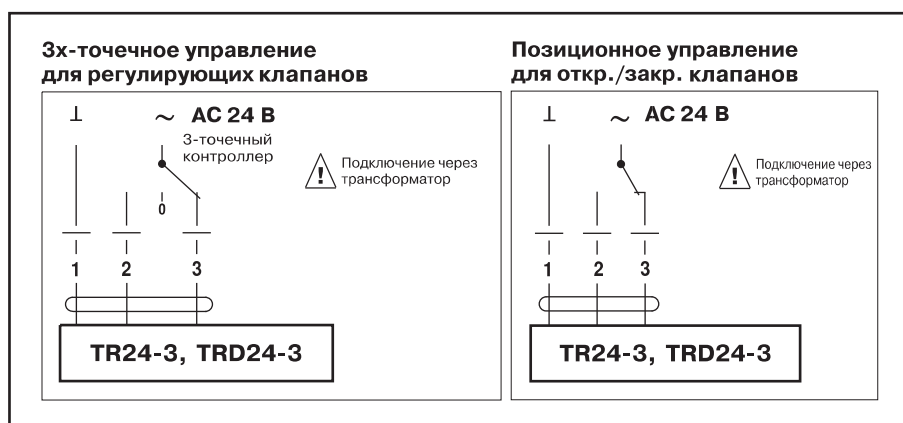 3х-точечное управление
для регулирующих клапанов
⊥ ~ AC 24 В
3-точечный
контроллер
Подключение через
трансформатор
!
0
1 2 3
TR24-3, TRD24-3
Позиционное управление
для откр./закр. клапанов
⊥ ~ AC 24 В
Подключение через
трансформатор
!
1 2 3
TR24-3, TRD24-3